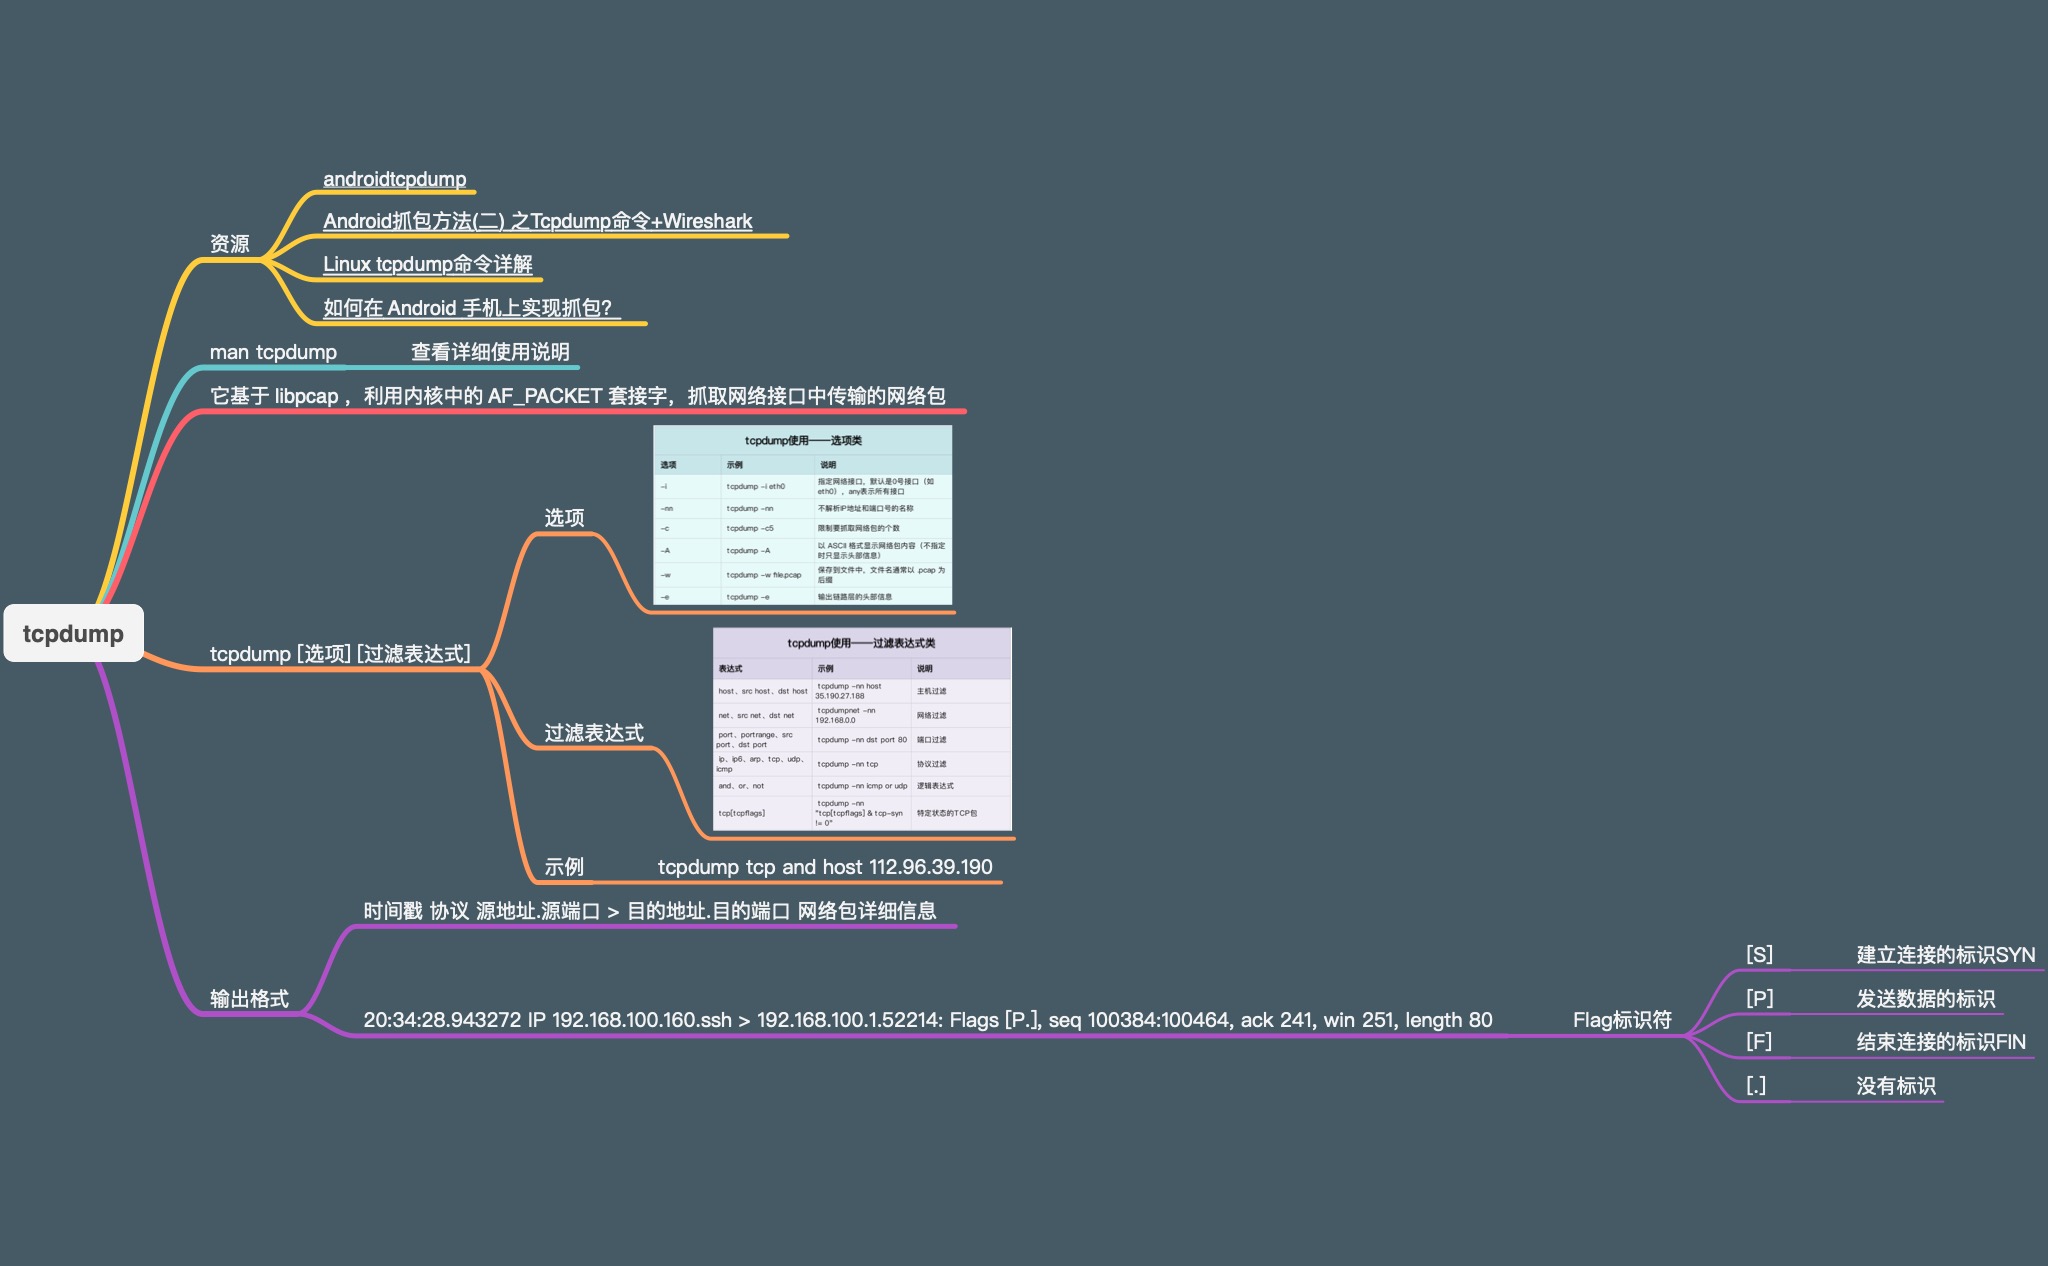 androidtcpdump
Android抓包方法(二) 之Tcpdump命令+Wireshark
资源
Linux tcpdump命令详解
如何在 Android 手机上实现抓包？
man tcpdump
查看详细使用说明
它基于 libpcap ，利用内核中的 AF_PACKET 套接字，抓取网络接口中传输的网络包
tcpdump使用——选项类
选项 示例 说明
-i tcpdump -i eth0 指定网络接口，默认是0号接口（如
eth0），any表示所有接口
-nn tcpdump -nn 不解析IP地址和端口号的名称
-c tcpdump -c5 限制要抓取网络包的个数
-A tcpdump -A 以 ASCII 格式显示网络包内容（不指定
时只显示头部信息）
-w tcpdump -w file.pcap 保存到文件中，文件名通常以 .pcap 为
后缀
-e tcpdump -e 输出链路层的头部信息
选项
tcpdump
tcpdump [选项] [过滤表达式]
tcpdump使用——过滤表达式类
表达式 示例 说明
host、src host、dst host tcpdump -nn host
35.190.27.188 主机过滤
net、src net、dst net tcpdumpnet -nn
192.168.0.0 网络过滤
port、portrange、src
port、dst port tcpdump -nn dst port 80 端口过滤
ip、ip6、arp、tcp、udp、
icmp tcpdump -nn tcp 协议过滤
and、or、not tcpdump -nn icmp or udp 逻辑表达式
tcp[tcpflags] tcpdump -nn
"tcp[tcpflags] & tcp-syn
!= 0" 特定状态的TCP包
过滤表达式
示例
tcpdump tcp and host 112.96.39.190
时间戳 协议 源地址.源端口 > 目的地址.目的端口 网络包详细信息
输出格式
20:34:28.943272 IP 192.168.100.160.ssh > 192.168.100.1.52214: Flags [P.], seq 100384:100464, ack 241, win 251, length 80
Flag标识符
[S] 建立连接的标识SYN
[P] 发送数据的标识
[F] 结束连接的标识FIN
[.] 没有标识